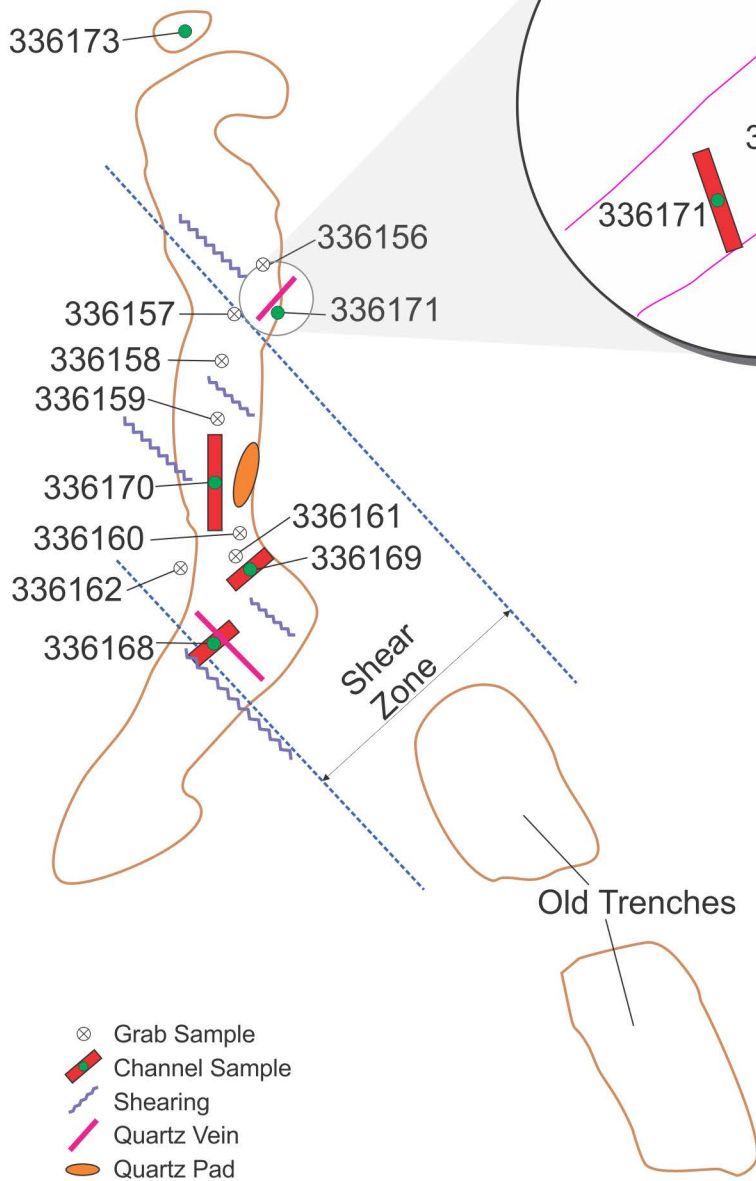 336173
336156
336157
336171
336158
336159
336170
336161
336160
336169
336162
336168
336171
Shear
Zone
Old Trenches
Grab Sample
Channel Sample
Shearing
Quartz Vein
Quartz Pad